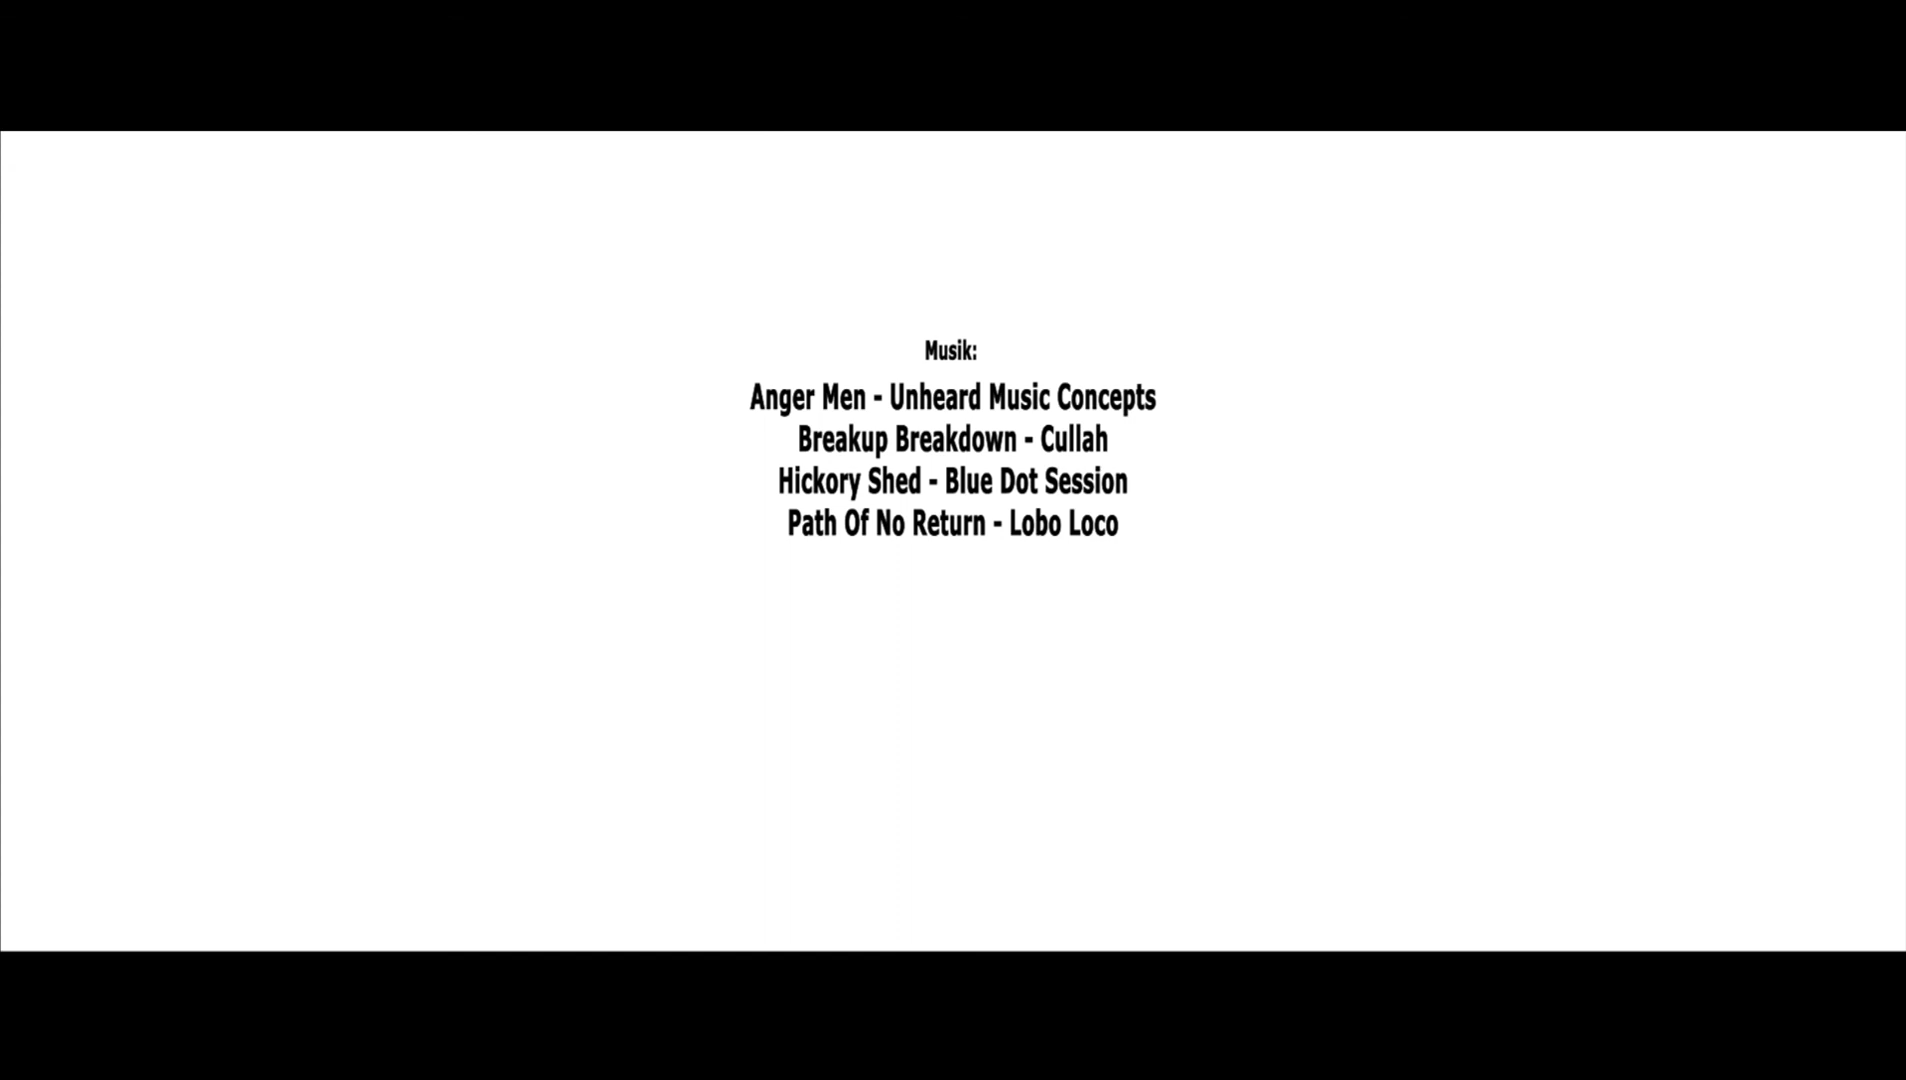 Musik:
Anger Men - Unheard Music Concepts
Breakup Breakdown - Cullah
Hickory Shed - Blue Dot Session
Path Of No Return - Lobo Loco